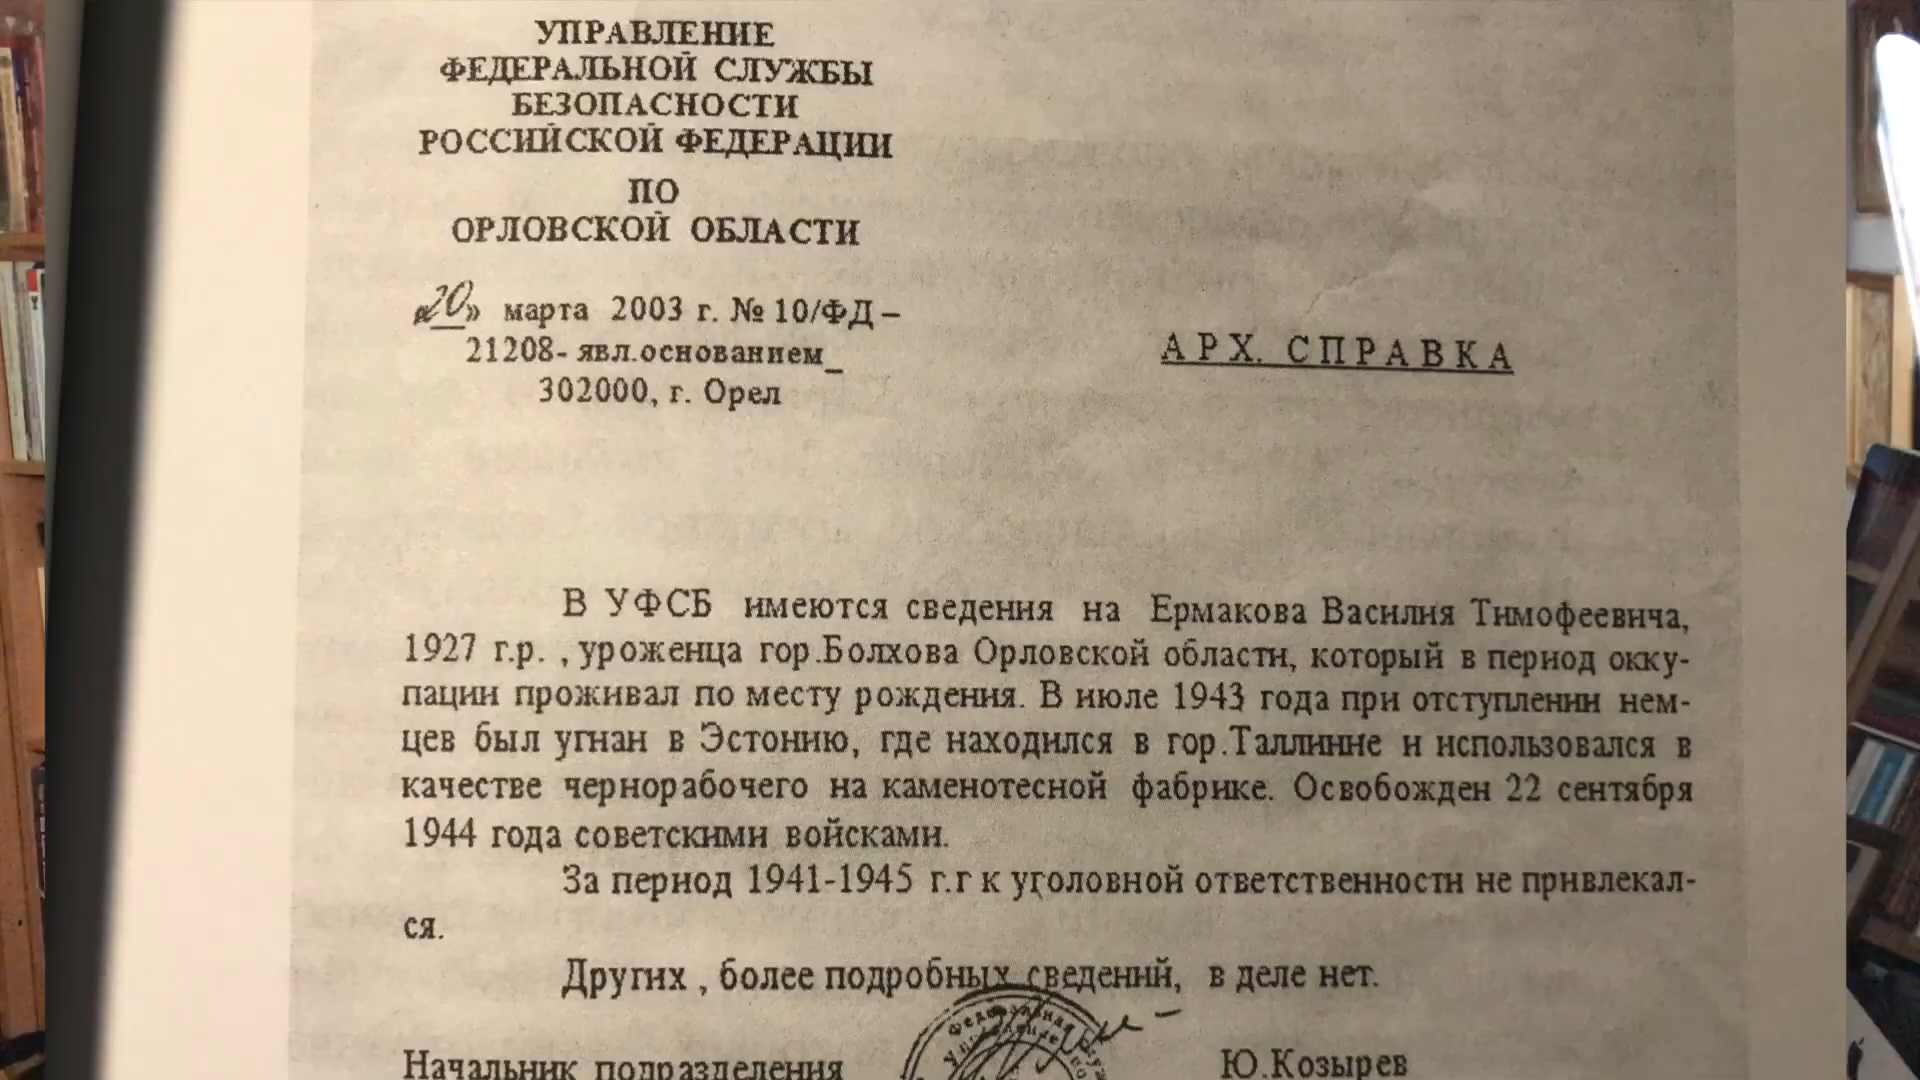 УПРАВЛЕНИЕ
ФЕДЕРАЛЬНОЙ СЛУЖБЫ
БЕЗОПАСНОСТИ
РОССИЙСКОЙ ФЕДЕРАЦИИ
ПО
ОРЛОВСКОЙ ОБЛАСТИ
«20» марта 2003 г. № 10/ФД –
21208- явл.основанием_
302000, г. Орел
АРХ. СПРАВКА
В УФСБ имеются сведения на Ермакова Василия Тимофеевича,
1927 г.р. , уроженца гор.Болхова Орловской области, который в период окку-
пации проживал по месту рождения. В июле 1943 года при отступлении нем-
цев был угнан в Эстонию, где находился в гор.Таллинне и использовался в
качестве чернорабочего на каменотесной фабрике. Освобожден 22 сентября
1944 года советскими войсками.
За период 1941-1945 г.г к уголовной ответственности не привлекал-
ся.
Других , более подробных сведений, в деле нет.
Федеральная
Управление
Начальник подразделения Ю.Козырев